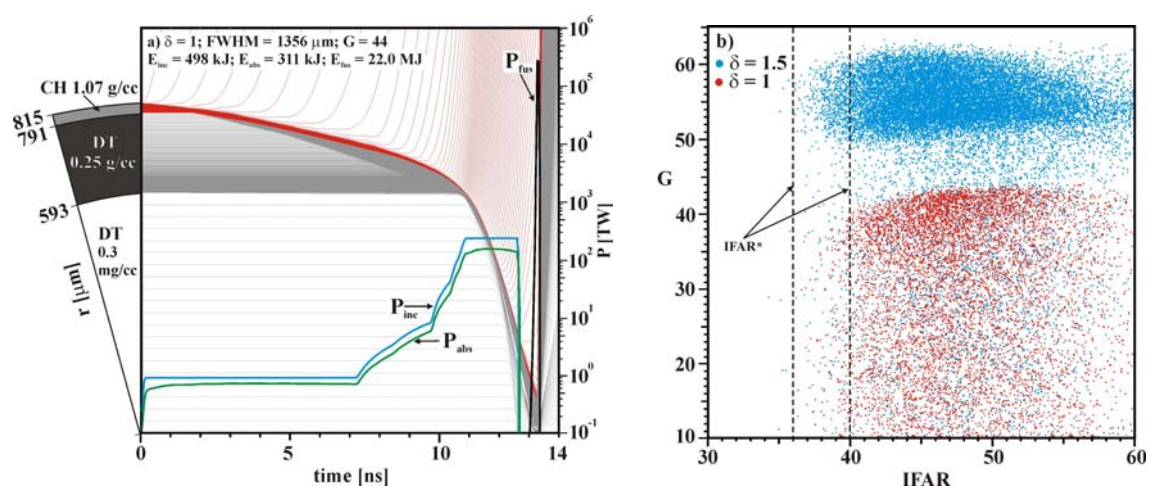 a) δ = 1; FWHM = 1356 μm; G = 44
E_inc = 498 kJ; E_abs = 311 kJ; E_fus = 22.0 MJ
P_fus
CH 1.07 g/cc
815
791
DT
0.25 g/cc
593
DT
0.3
mg/cc
r [μm]
P_inc
P_abs
10^6
10^5
10^4
10^3
10^2
10^1
10^0
10^-1
P [TW]
0
5
10
14
time [ns]
b)
δ = 1.5
δ = 1
60
50
G
40
30
20
10
IFAR*
30
40
50
60
IFAR